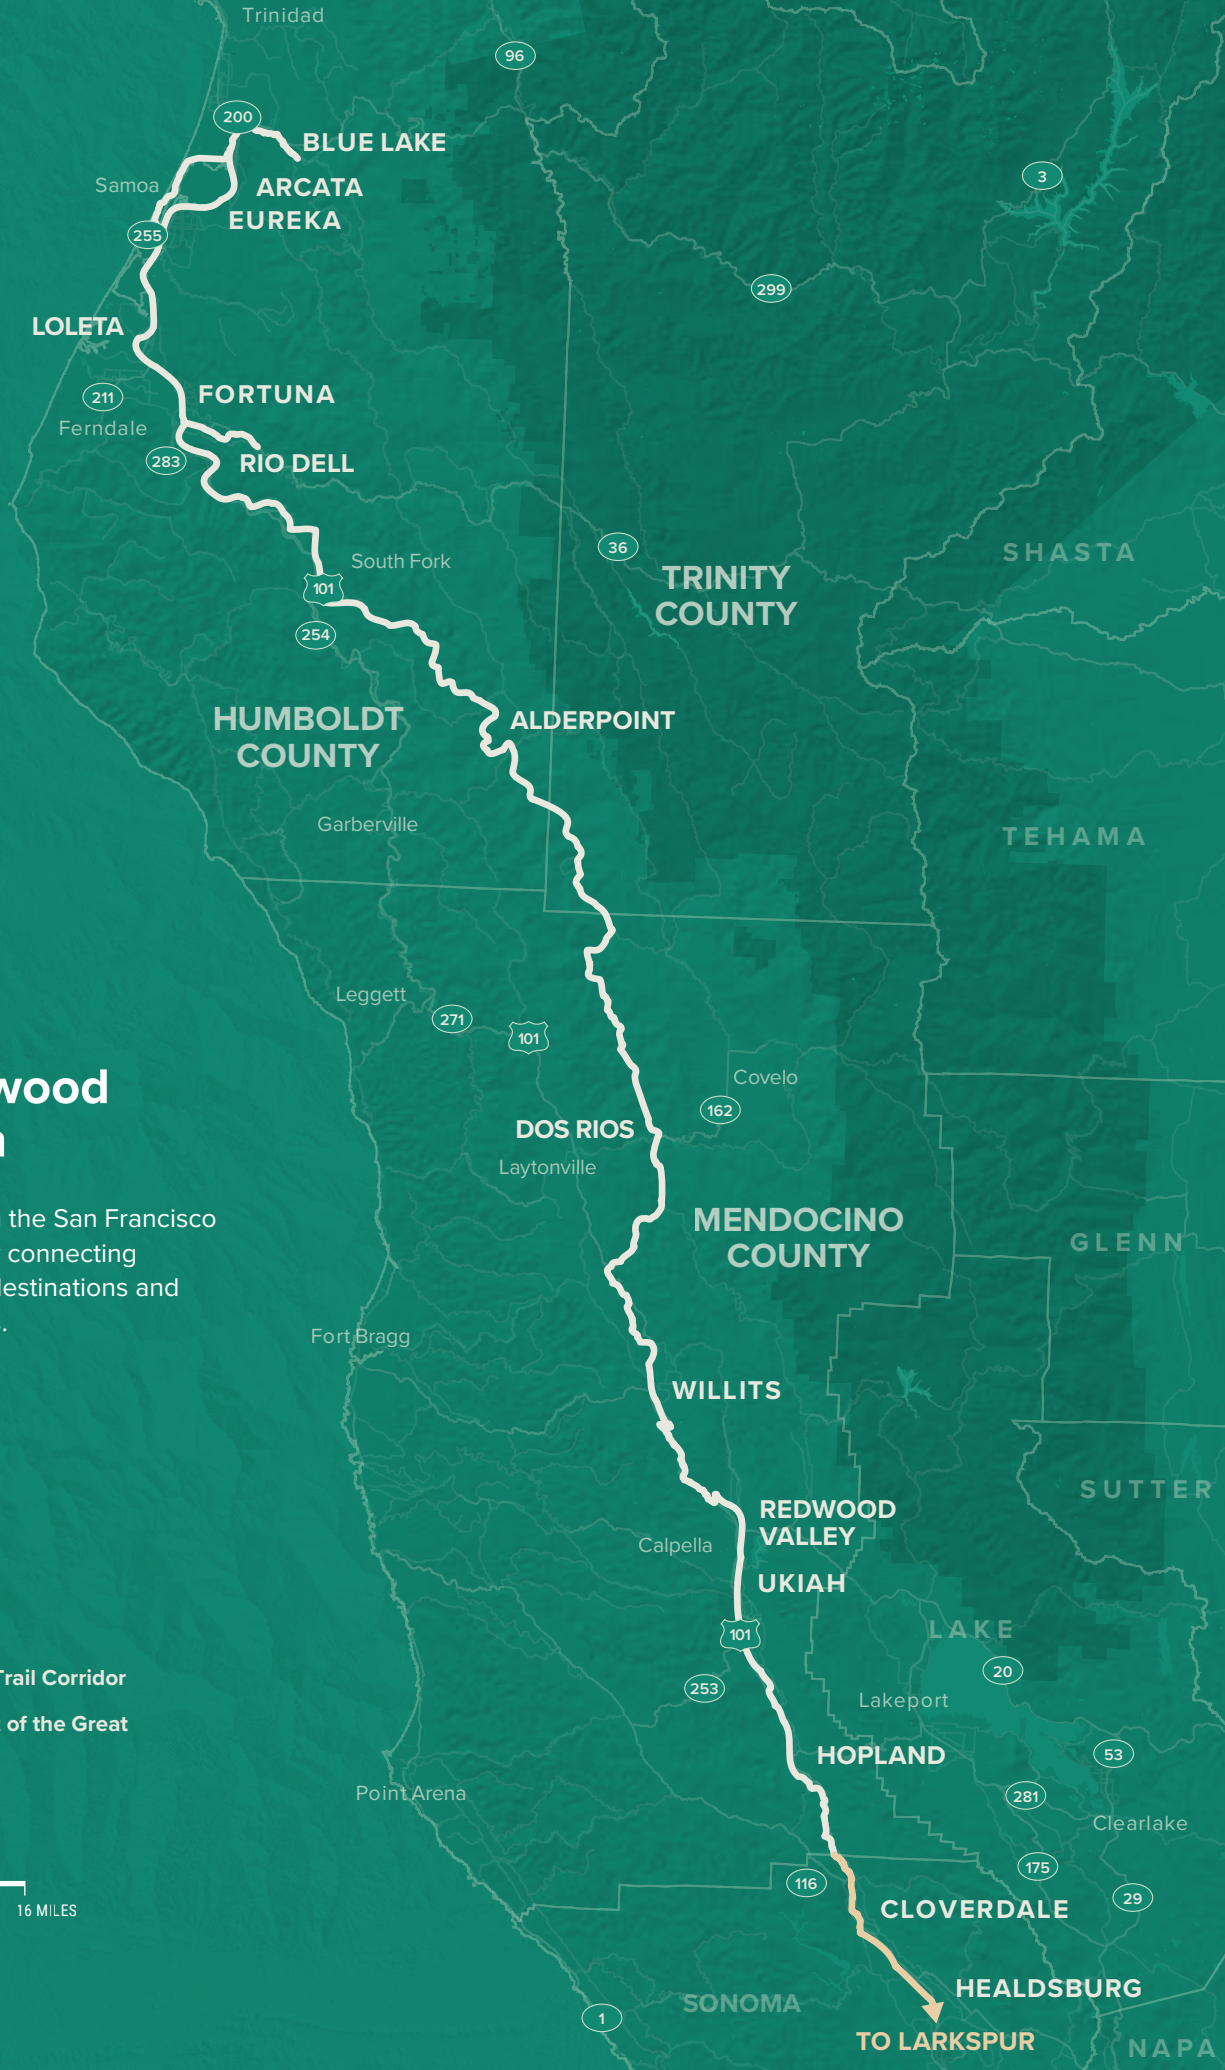 Trinidad
96
200
BLUE LAKE
3
Samoa
ARCATA
EUREKA
255
299
LOLETA
211
FORTUNA
Ferndale
283
RIO DELL
36
SHASTA
South Fork
TRINITY
COUNTY
101
254
HUMBOLDT
COUNTY
ALDERPOINT
Garberville
TEHAMA
Leggett
271
101
Covelo
wood
162
DOS RIOS
Laytonville
the San Francisco
MENDOCINO
COUNTY
connecting
GLENN
destinations and
Fort Bragg
WILLITS
SUTTER
REDWOOD
VALLEY
Calpella
UKIAH
LAKE
101
20
Trail Corridor
253
Lakeport
of the Great
HOPLAND
53
Point Arena
281
Clearlake
175
116
29
16 MILES
CLOVERDALE
HEALDSBURG
SONOMA
1
TO LARKSPUR
NAPA